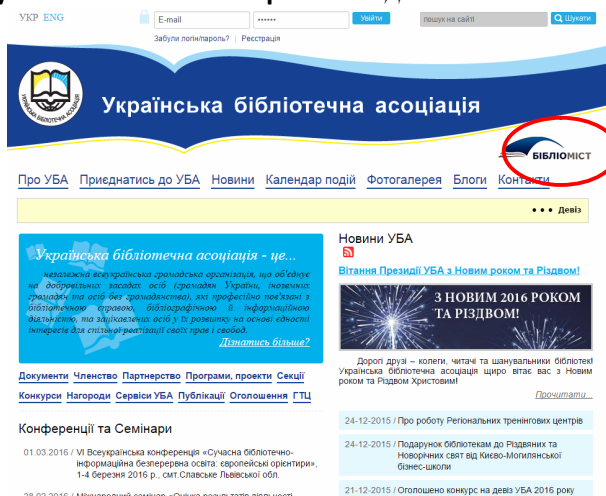 УКР ENG
E-mail
Увійти
пошук на сайті
Шукати
Забули логін/пароль? | Реєстрація
УКРАЇНСЬКА БІБЛІОТЕЧНА АСОЦІАЦІЯ
Українська бібліотечна асоціація
БІБЛІОМІСТ
Про УБА Приєднатись до УБА Новини Календар подій Фотогалерея Блоги Контакти
••• Девіз
Українська бібліотечна асоціація - це...
незалежна всеукраїнська громадська організація, що об'єднує
на добровільних засадах осіб (громадян України, іноземних
громадян та осіб без громадянства), які професійно пов'язані з
бібліотечною справою, бібліографічною й інформаційною
діяльністю, та зацікавлених осіб у їх розвитку на основі єдності
інтересів для спільної реалізації своїх прав і свобод.
Дізнатись більше?
Документи Членство Партнерство Програми, проекти Секції
Конкурси Нагороди Сервіси УБА Публікації Оголошення ГТЦ
Конференції та Семінари
01.03.2016 / VI Всеукраїнська конференція «Сучасна бібліотечно-
інформаційна безперервна освіта: європейські орієнтири»,
1-4 березня 2016 р., смт.Славське Львівської обл.
Новини УБА
Вітання Президії УБА з Новим роком та Різдвом!
З НОВИМ 2016 РОКОМ
ТА РІЗДВОМ!
Дорогі друзі – колеги, читачі та шанувальники бібліотек!
Українська бібліотечна асоціація щиро вітає вас з Новим
роком та Різдвом Христовим!
Прочитати...
24-12-2015 / Про роботу Регіональних тренінгових центрів
24-12-2015 / Подарунок бібліотекам до Різдвяних та
Новорічних свят від Києво-Могилянської
бізнес-школи
21-12-2015 / Оголошено конкурс на девіз УБА 2016 року